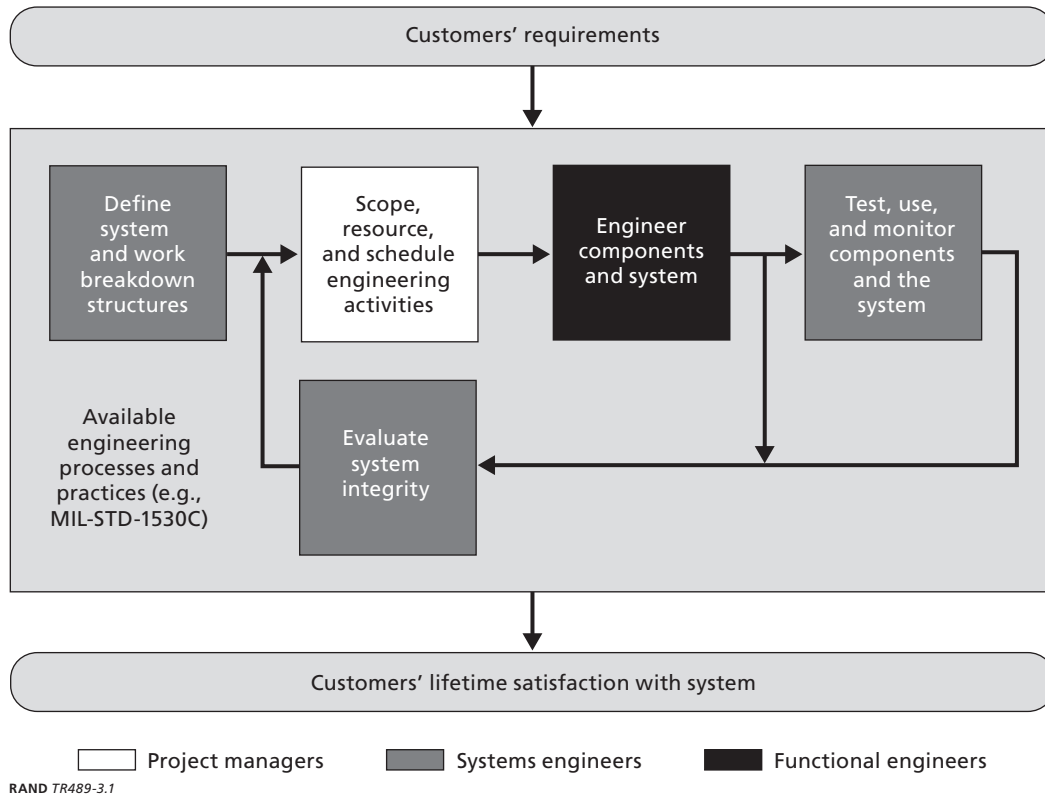 Customers’ requirements
Define
system
and work
breakdown
structures
Scope,
resource,
and schedule
engineering
activities
Engineer
components
and system
Test, use,
and monitor
components
and the
system
Available
engineering
processes and
practices (e.g.,
MIL-STD-1530C)
Evaluate
system
integrity
Customers’ lifetime satisfaction with system
Project managers
Systems engineers
Functional engineers
RAND TR489-3.1